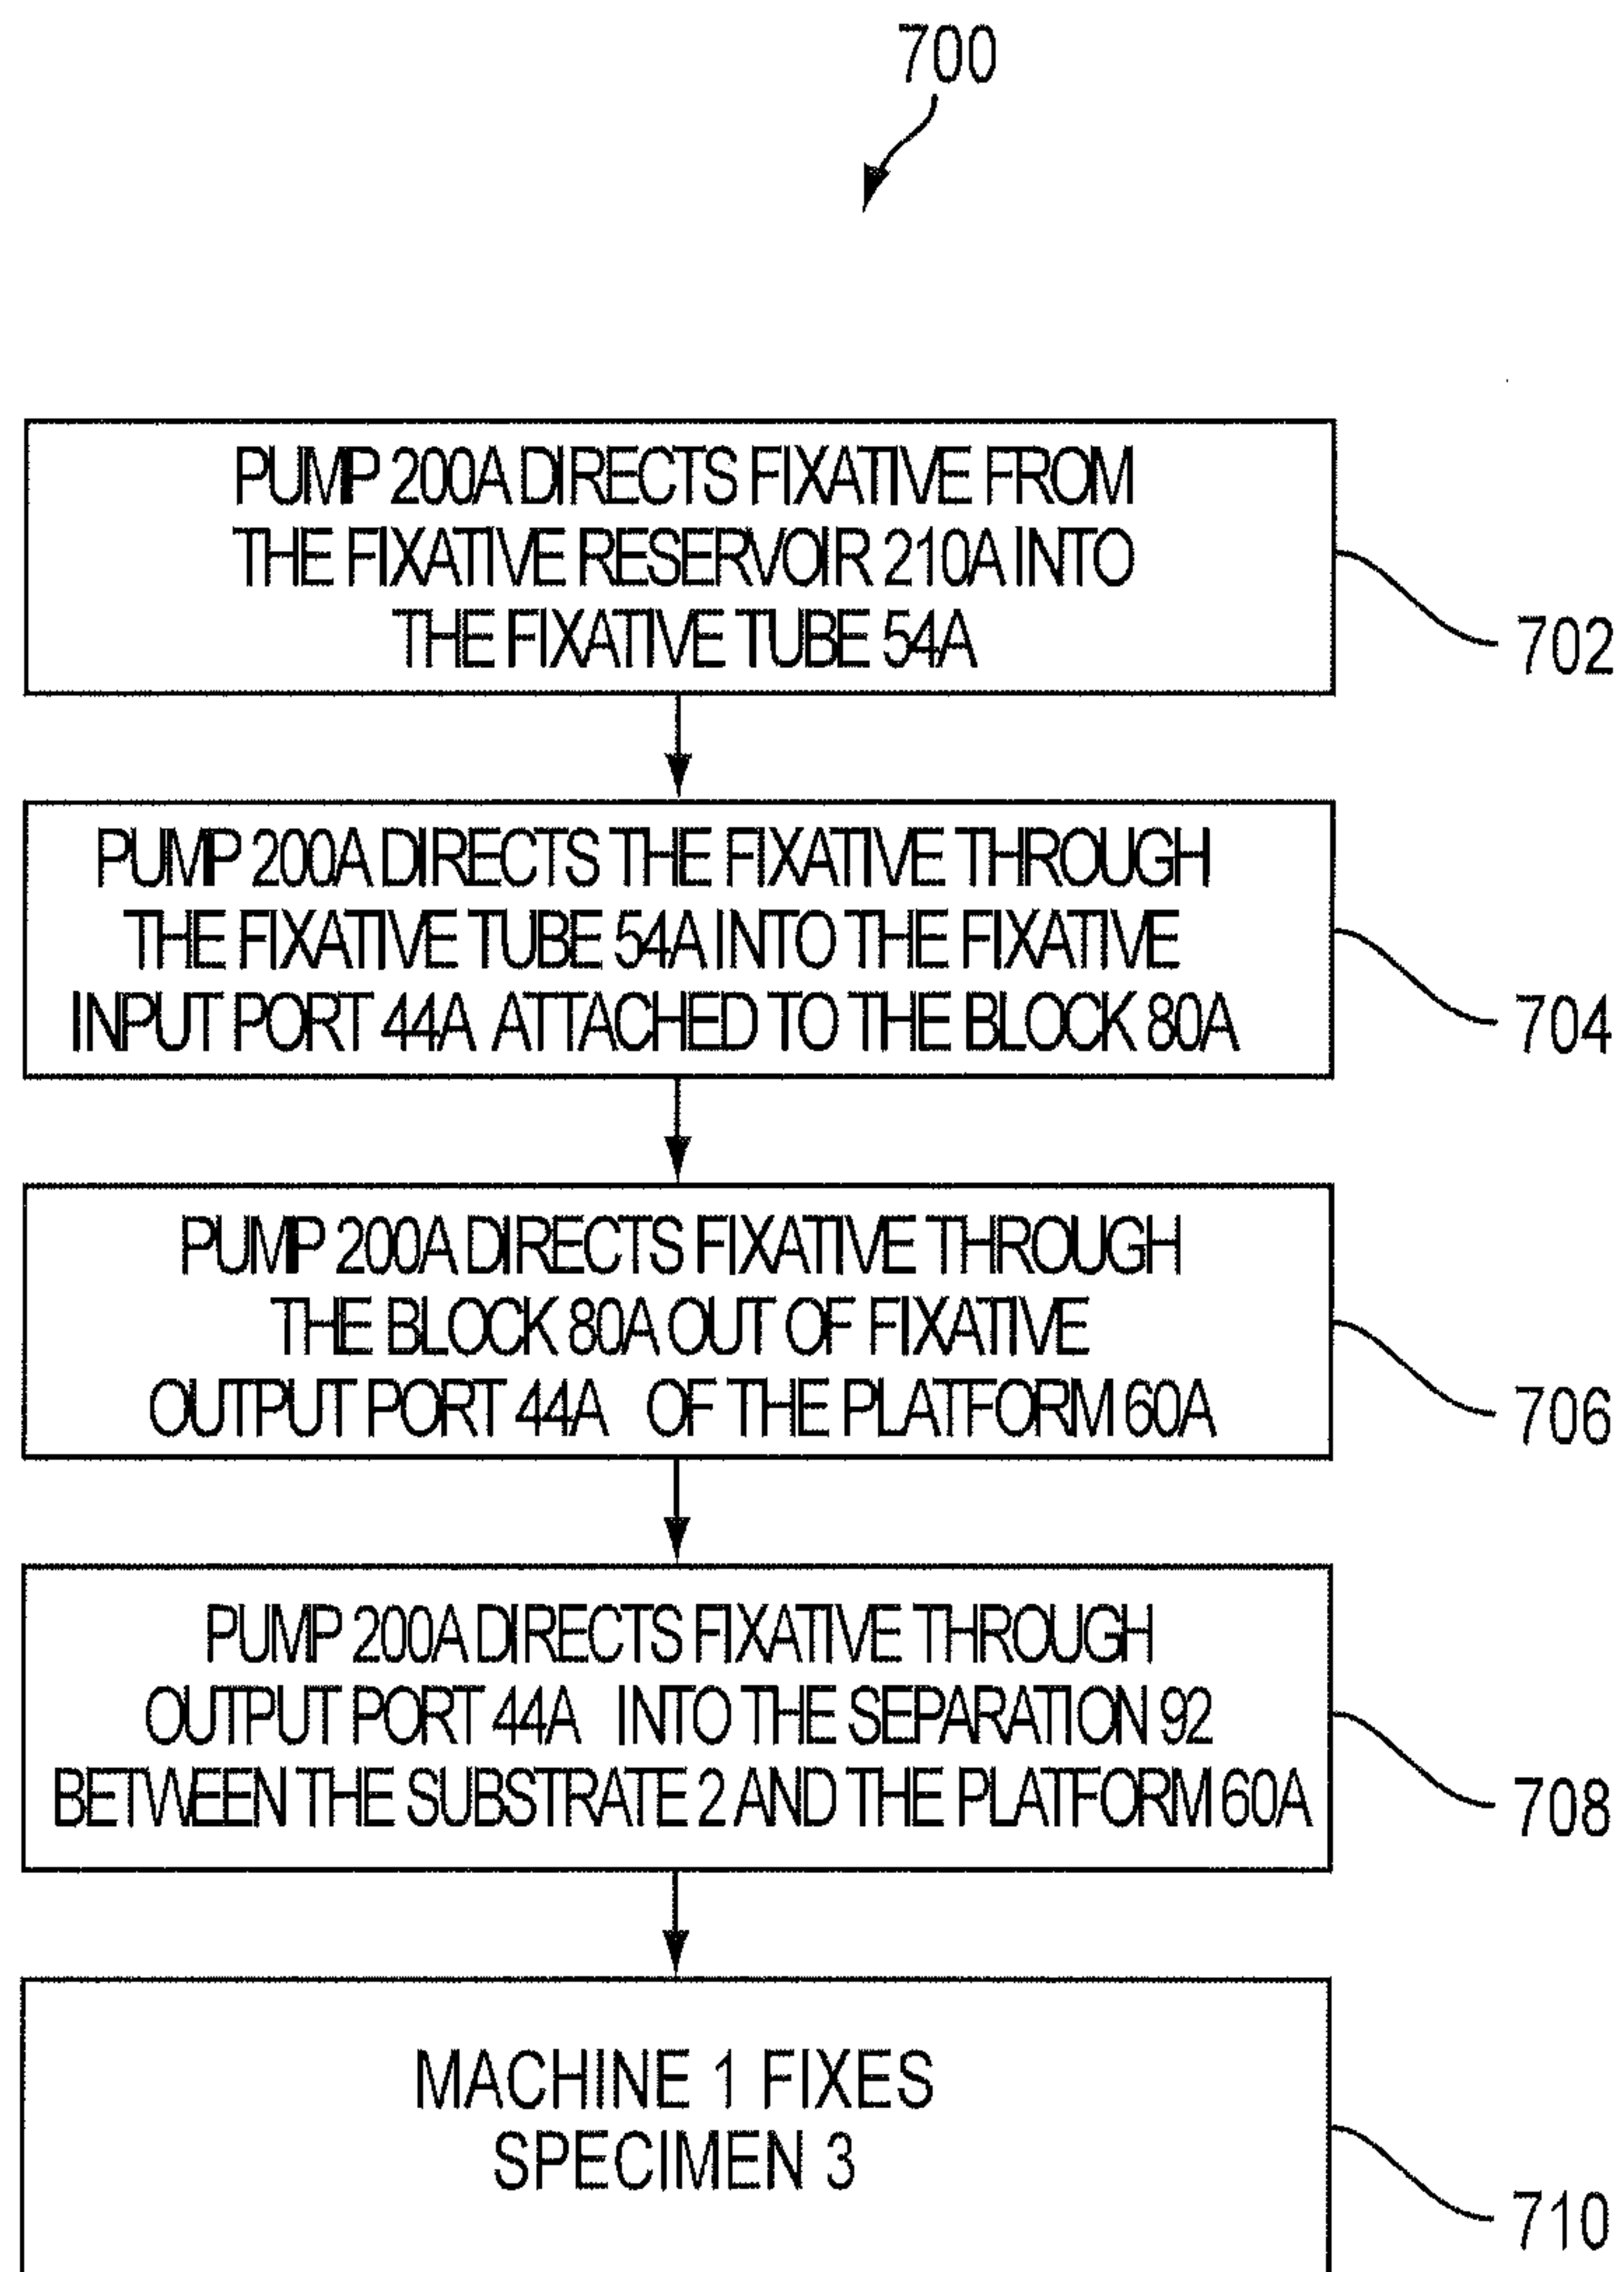 700
PUMP 200A DIRECTS FIXATIVE FROM
THE FIXATIVE RESERVOIR 210A INTO
THE FIXATIVE TUBE 54A
702
PUMP 200A DIRECTS THE FIXATIVE THROUGH
THE FIXATIVE TUBE 54A INTO THE FIXATIVE
INPUT PORT 44A ATTACHED TO THE BLOCK 80A
704
PUMP 200A DIRECTS FIXATIVE THROUGH
THE BLOCK 80A OUT OF FIXATIVE
OUTPUT PORT 44A OF THE PLATFORM 60A
706
PUMP 200A DIRECTS FIXATIVE THROUGH
OUTPUT PORT 44A INTO THE SEPARATION 92
BETWEEN THE SUBSTRATE 2 AND THE PLATFORM 60A
708
MACHINE 1 FIXES
SPECIMEN 3
710